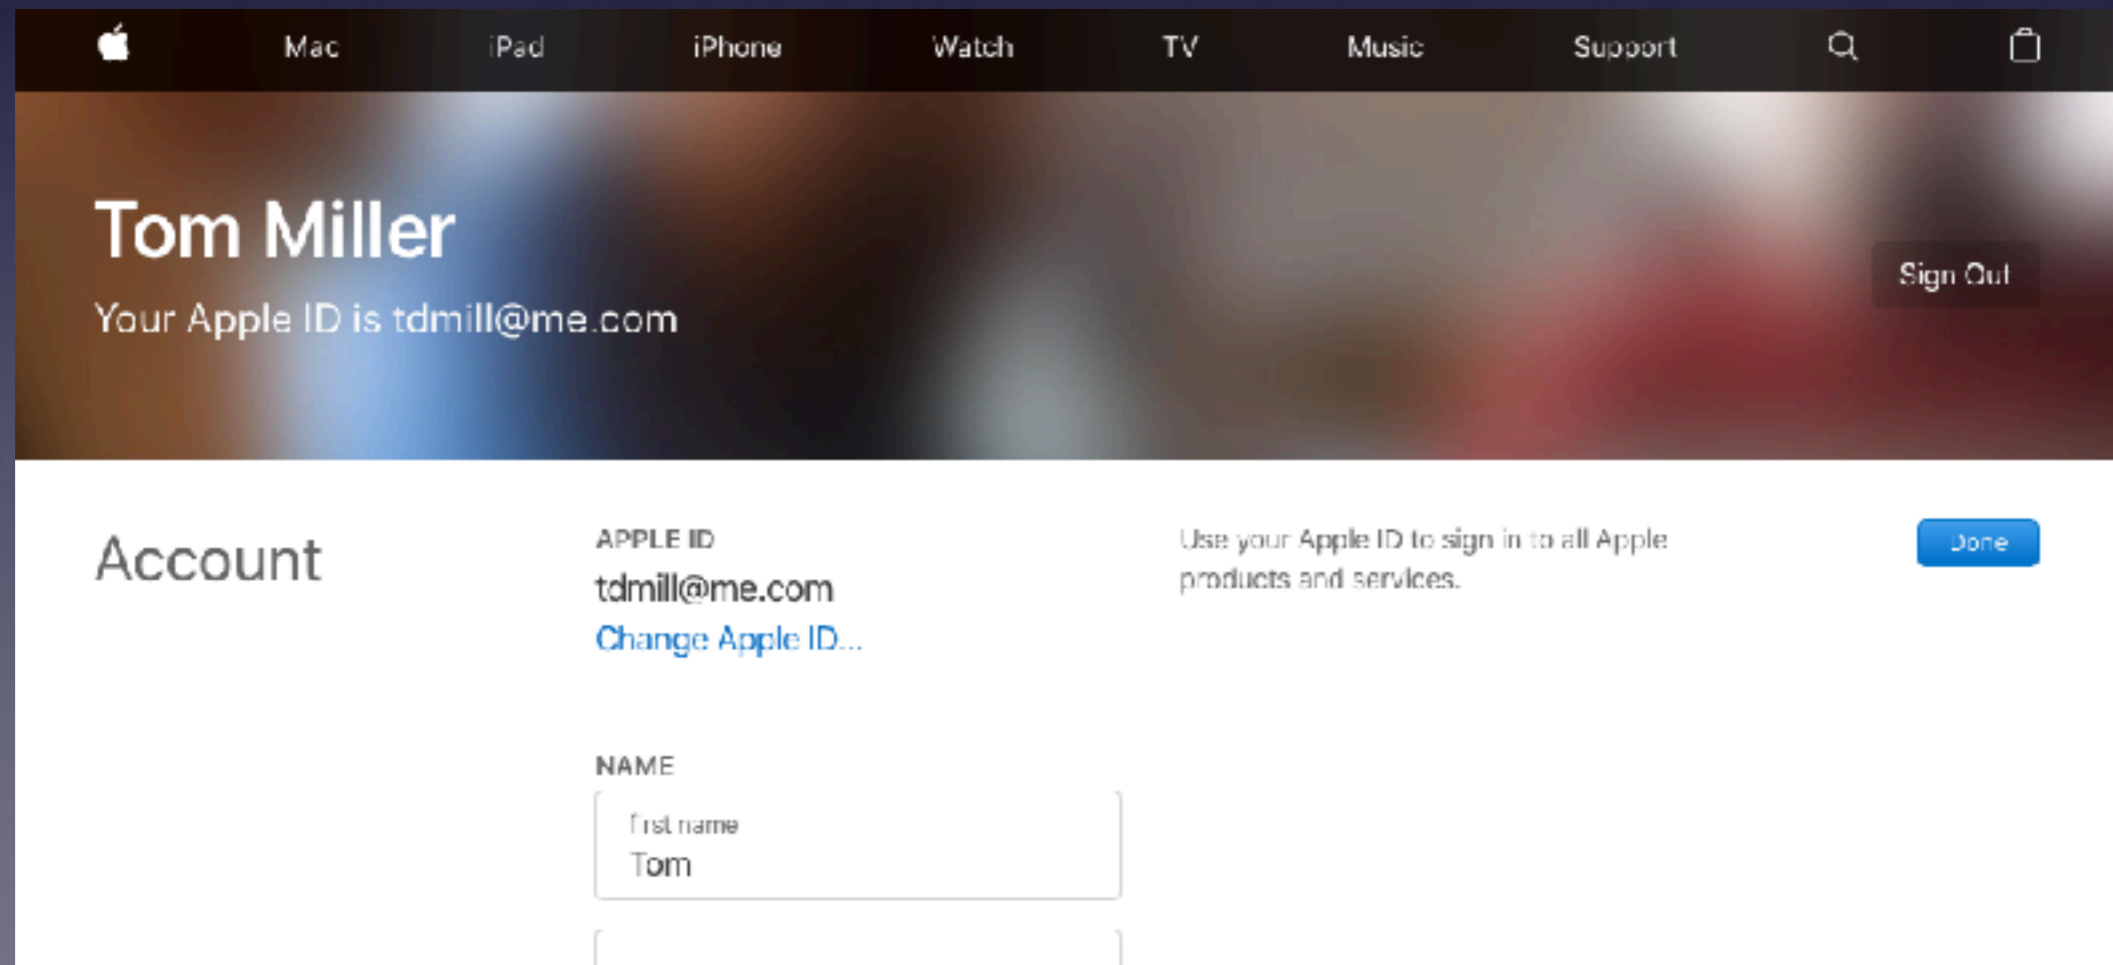 Mac iPad iPhone Watch TV Music Support
Tom Miller
Your Apple ID is tdmill@me.com
Sign Out
Account
APPLE ID
tdmill@me.com
Change Apple ID...
Use your Apple ID to sign in to all Apple
products and services.
Done
NAME
first name
Tom